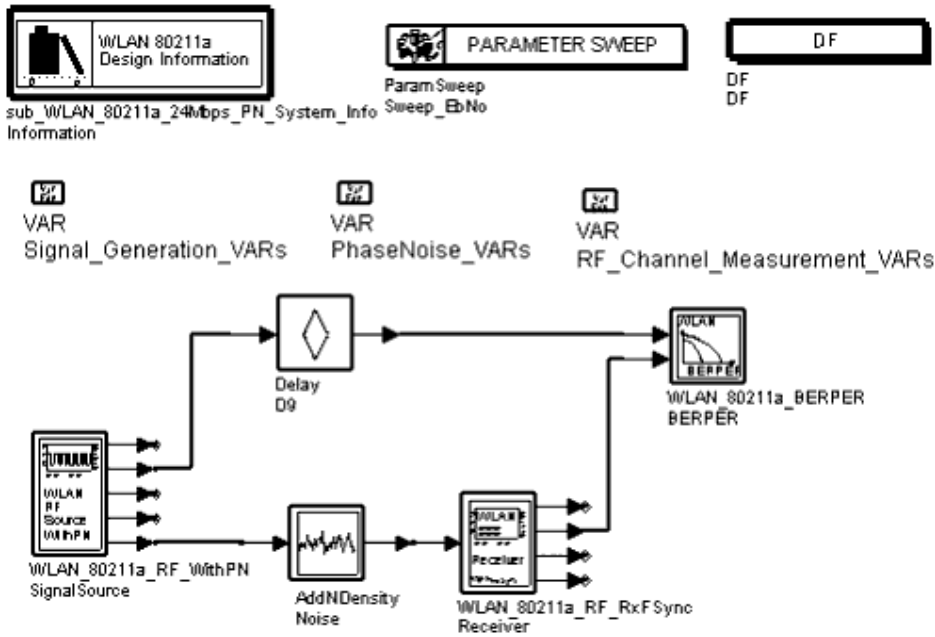 WLAN 80211a
Design Information
sub_WLAN_80211a_24Mbps_PN_System_Info
Information
PARAMETER SWEEP
ParamSweep
Sweep_EbNo
DF
DF
DF
VAR
Signal_Generation_VARs
VAR
PhaseNoise_VARs
VAR
RF_Channel_Measurement_VARs
Delay
D9
WLAN
BERPER
WLAN_80211a_BERPER
BERPER
WLAN
RF
Source
WithPN
WLAN_80211a_RF_WithPN
SignalSource
AddNDensity
Noise
WLAN
Receiver
WLAN_80211a_RF_RxFSync
Receiver